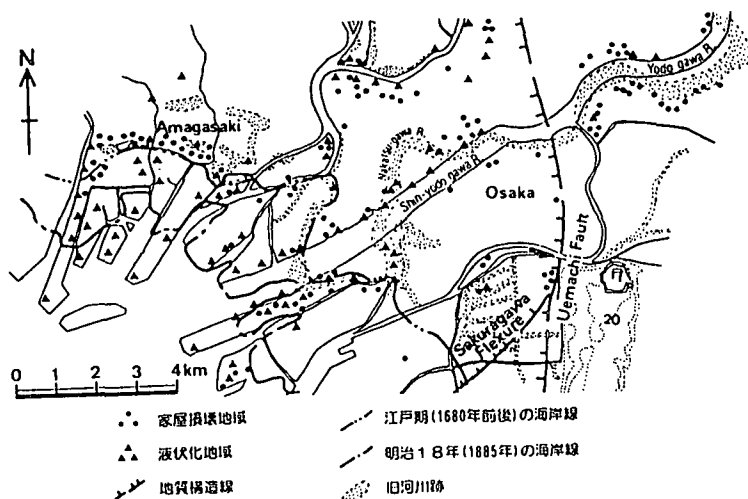 N
Amagasaki
Yodo gawa R.
Nakatsugawa R.
Shin-yodo gawa R.
Osaka
Uemachi Fault
Sakuragawa
Flexure
20
0 1 2 3 4 km
家屋損壊地域
液状化地域
地質構造線
江戸期(1680年前後)の海岸線
明治18年(1885年)の海岸線
旧河川跡